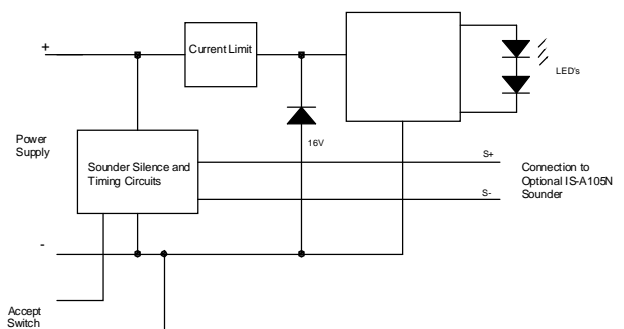 +
Current Limit
LED's
Power
Supply
16V
Sounder Silence and
Timing Circuits
S+
S-
Connection to
Optional IS-A105N
Sounder
-
Accept
Switch